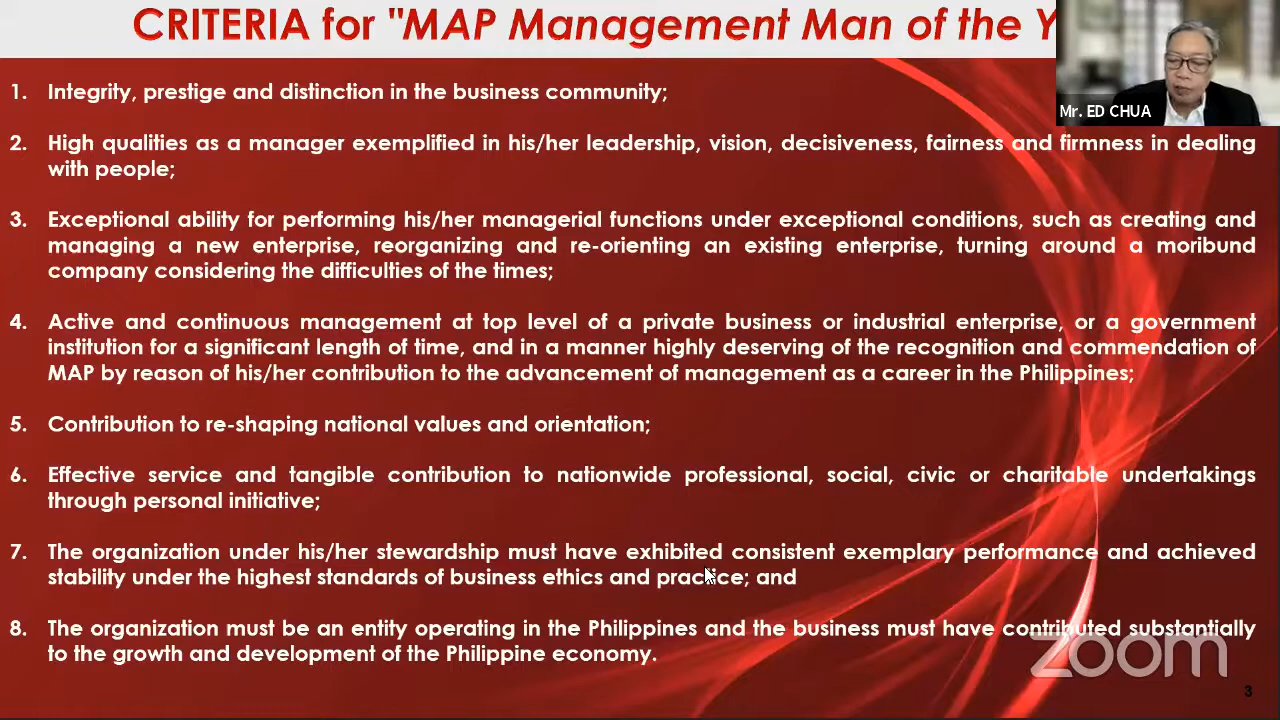 CRITERIA for "MAP Management Man of the Y
Mr. ED CHUA
1. Integrity, prestige and distinction in the business community;
2. High qualities as a manager exemplified in his/her leadership, vision, decisiveness, fairness and firmness in dealing
with people;
3. Exceptional ability for performing his/her managerial functions under exceptional conditions, such as creating and
managing a new enterprise, reorganizing and re-orienting an existing enterprise, turning around a moribund
company considering the difficulties of the times;
4. Active and continuous management at top level of a private business or industrial enterprise, or a government
institution for a significant length of time, and in a manner highly deserving of the recognition and commendation of
MAP by reason of his/her contribution to the advancement of management as a career in the Philippines;
5. Contribution to re-shaping national values and orientation;
6. Effective service and tangible contribution to nationwide professional, social, civic or charitable undertakings
through personal initiative;
7. The organization under his/her stewardship must have exhibited consistent exemplary performance and achieved
stability under the highest standards of business ethics and practice; and
8. The organization must be an entity operating in the Philippines and the business must have contributed substantially
to the growth and development of the Philippine economy.
zoom
3